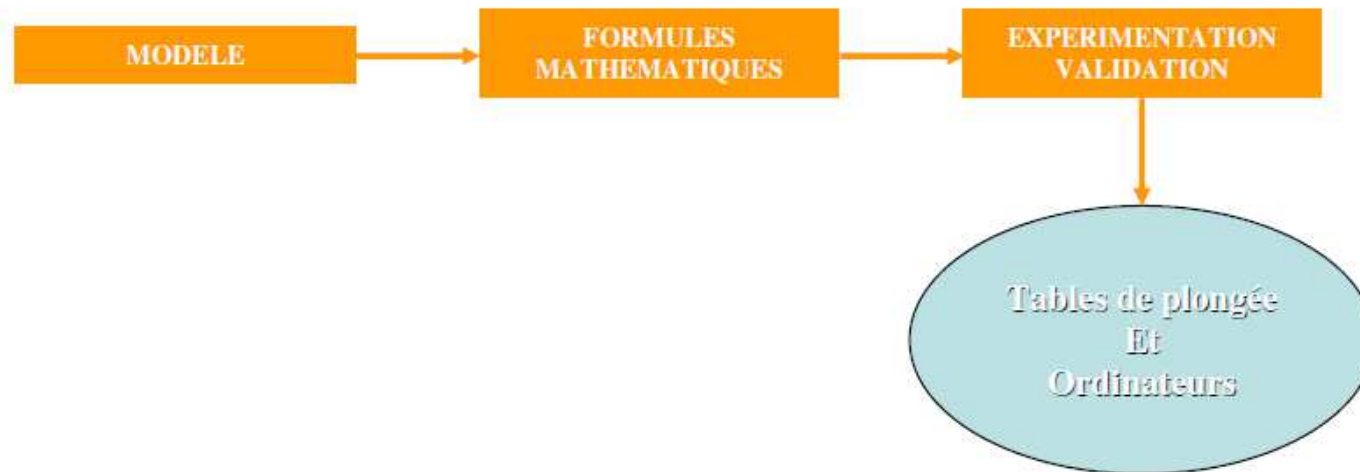 MODELE
FORMULES
MATHEMATIQUES
EXPERIMENTATION
VALIDATION
Tables de plongée
Et
Ordinateurs